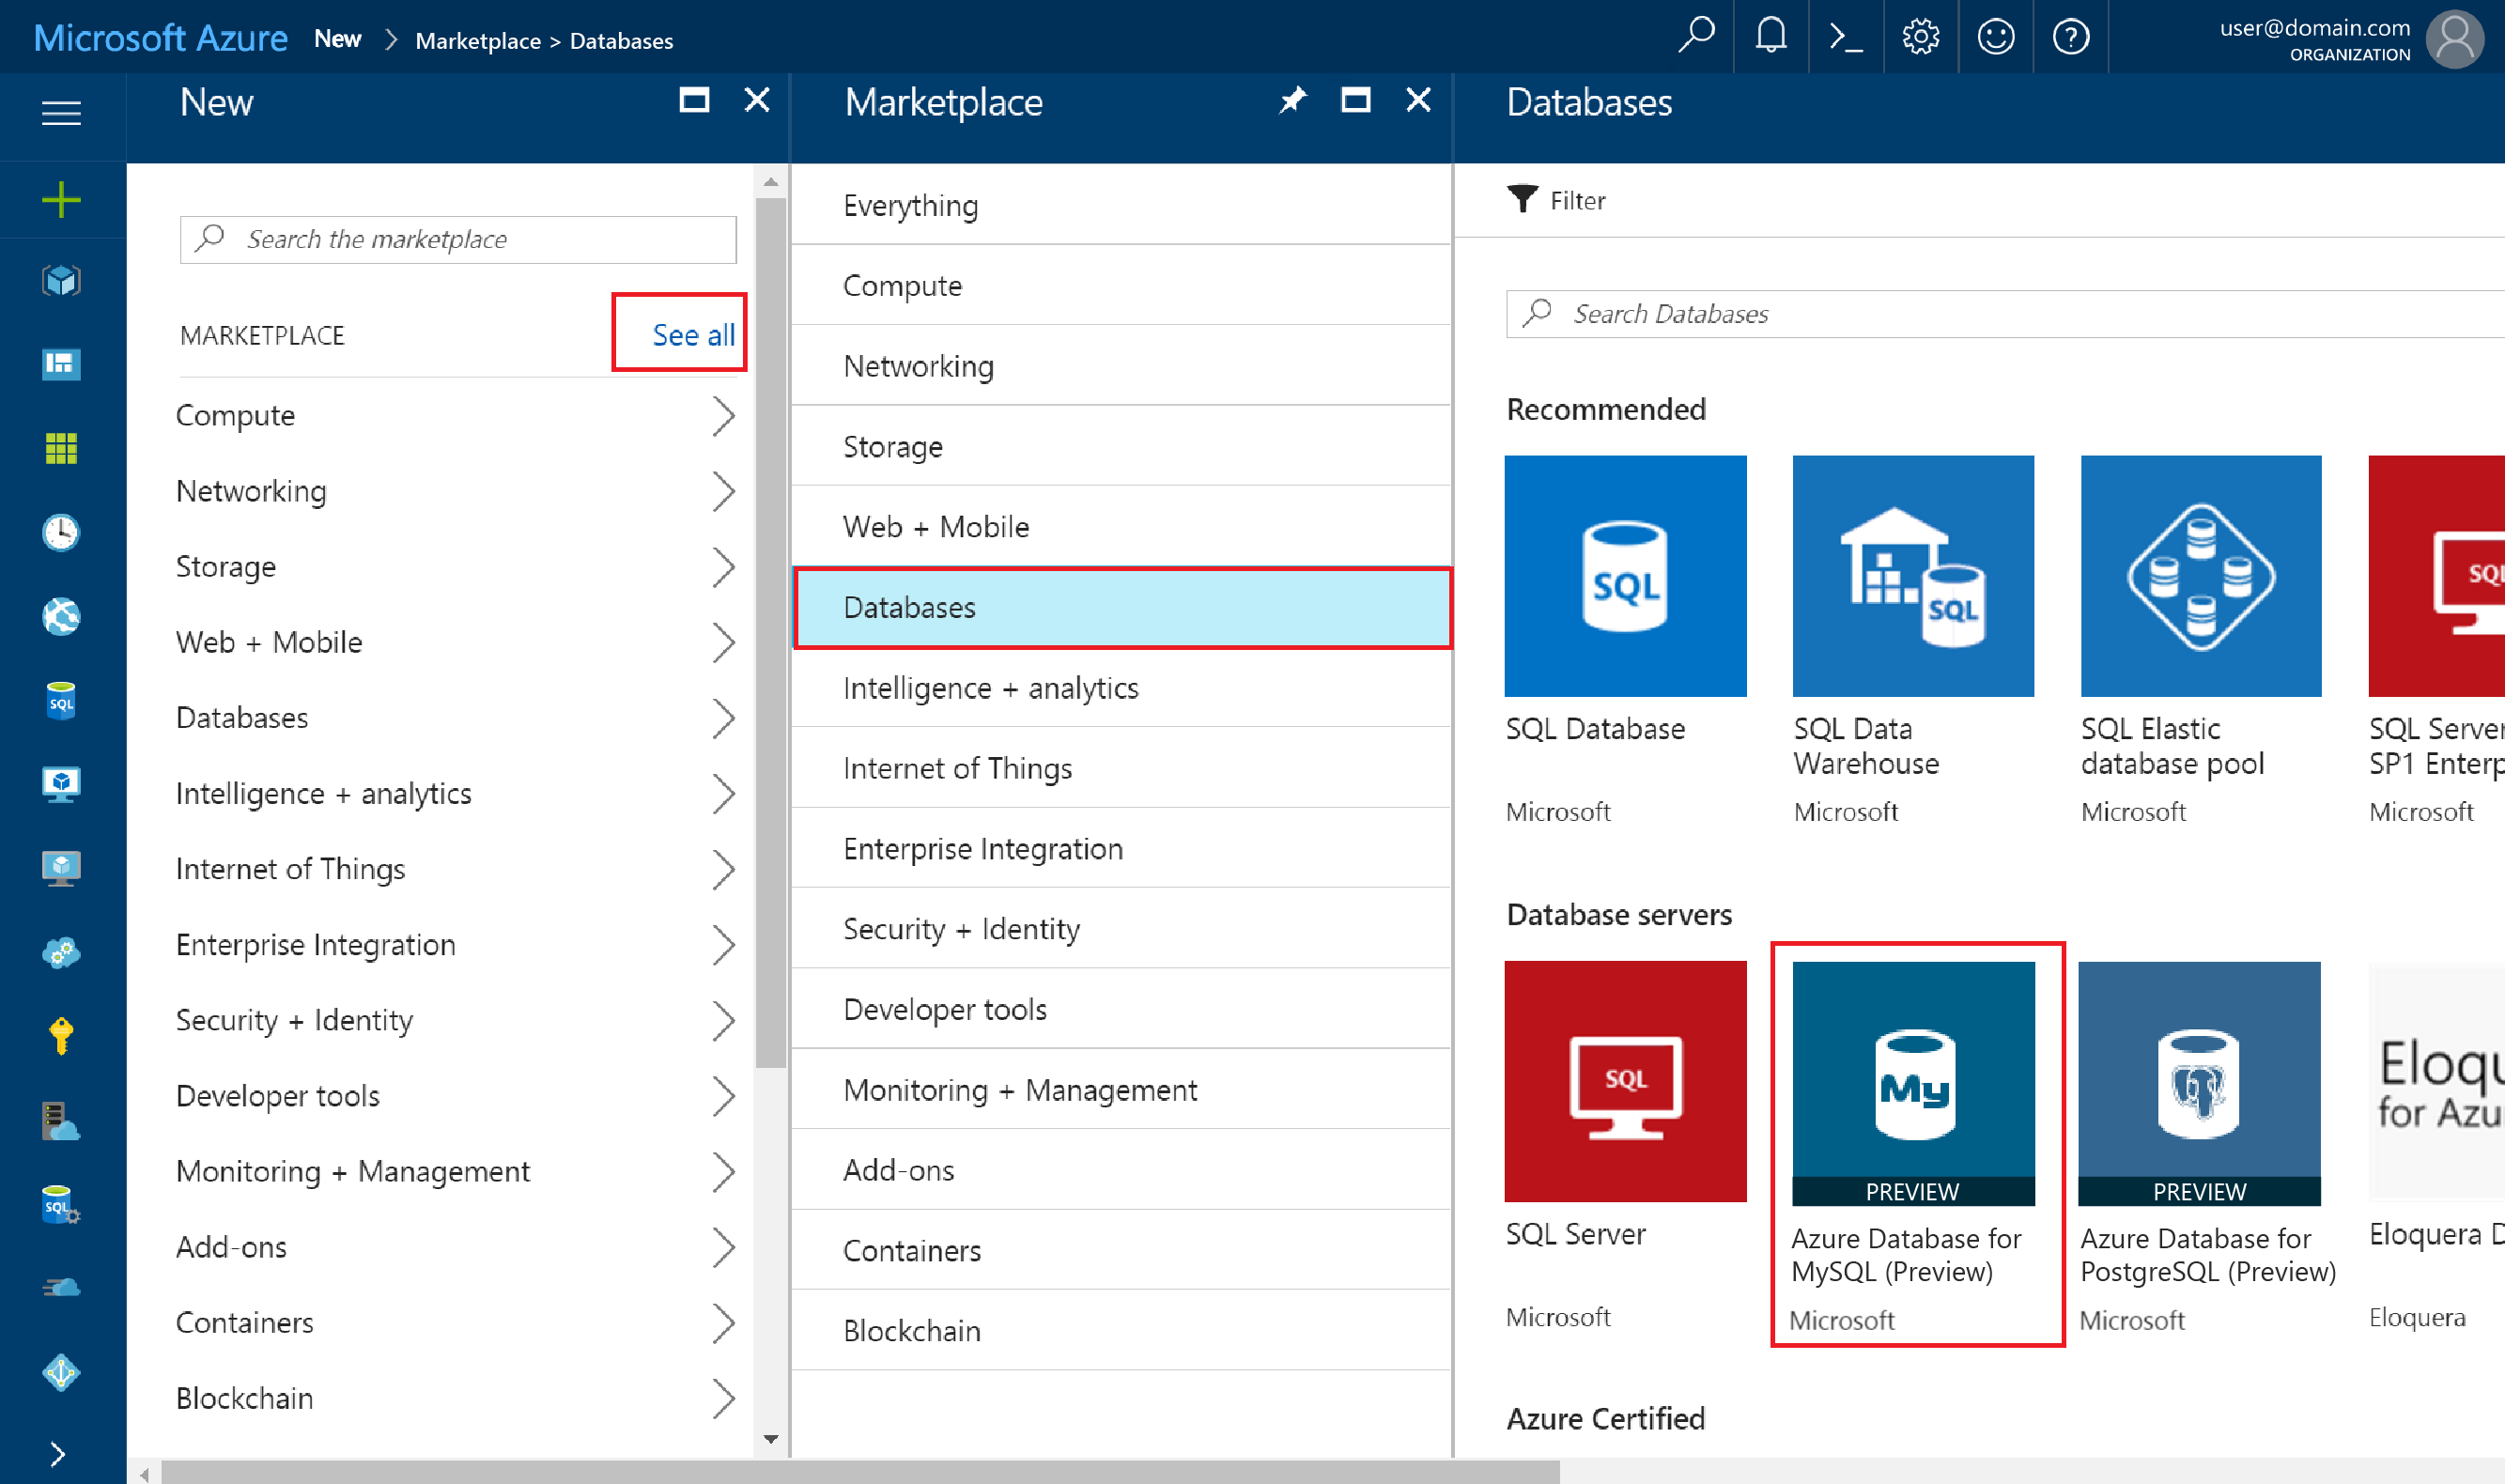 Microsoft Azure New Marketplace > Databases
user@domain.com
ORGANIZATION
New
Search the marketplace
MARKETPLACE See all
Compute
Networking
Storage
Web + Mobile
Databases
Intelligence + analytics
Internet of Things
Enterprise Integration
Security + Identity
Developer tools
Monitoring + Management
Add-ons
Containers
Blockchain
Marketplace
Everything
Compute
Networking
Storage
Web + Mobile
Databases
Intelligence + analytics
Internet of Things
Enterprise Integration
Security + Identity
Developer tools
Monitoring + Management
Add-ons
Containers
Blockchain
Databases
Filter
Search Databases
Recommended
SQL
SQL Database
Microsoft
SQL
SQL Data
Warehouse
Microsoft
SQL Elastic
database pool
Microsoft
SQL
SQL Server
SP1 Enterp
Microsoft
Database servers
SQL
SQL Server
Microsoft
My
PREVIEW
Azure Database for
MySQL (Preview)
Microsoft
PREVIEW
Azure Database for
PostgreSQL (Preview)
Microsoft
Eloqu
for Azu
Eloquera D
Eloquera
Azure Certified
SQL
SQL